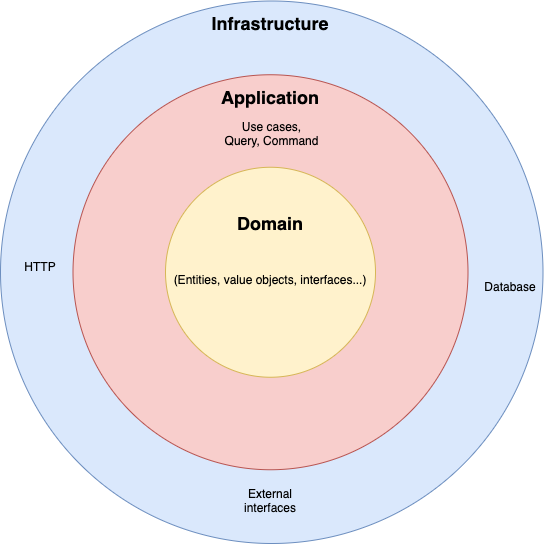 Infrastructure
Application
Use cases,
Query, Command
Domain
HTTP
(Entities, value objects, interfaces...)
Database
External
interfaces